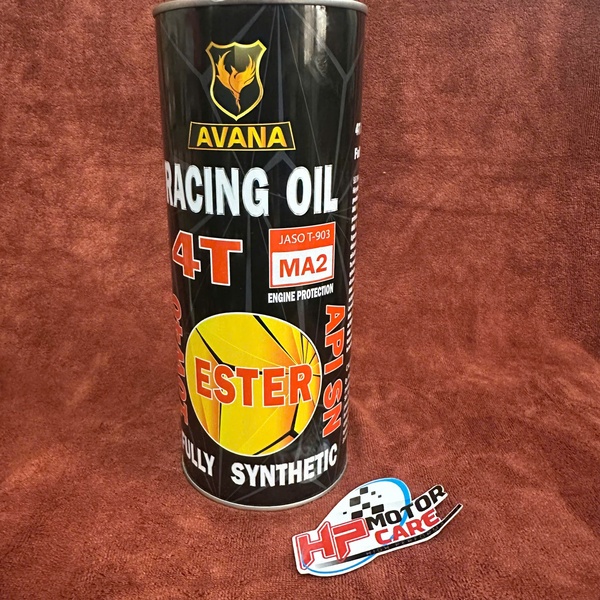 AVANA
RACING OIL
4T
JASO T-903
MA2
ENGINE PROTECTION
ESTER
API SN
FULLY SYNTHETIC
HP MOTOR
CARE